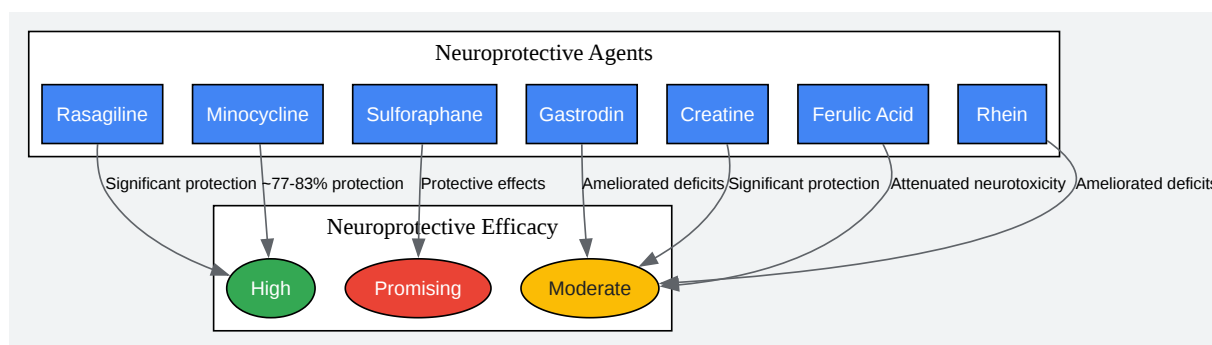 Neuroprotective Agents
Rasagiline Minocycline Sulforaphane Gastrodin Creatine Ferulic Acid Rhein
Significant protection ~77-83% protection Protective effects Ameliorated deficits Significant protection Attenuated neurotoxicity Ameliorated deficits
Neuroprotective Efficacy
High Promising Moderate